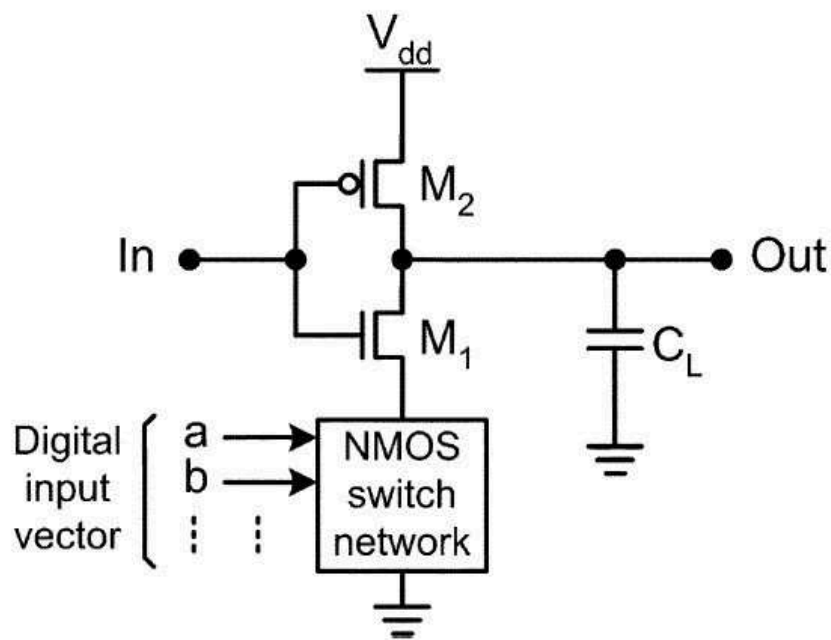 Vdd
M2
In
Out
M1
CL
Digital
input
vector
a
b
NMOS
switch
network